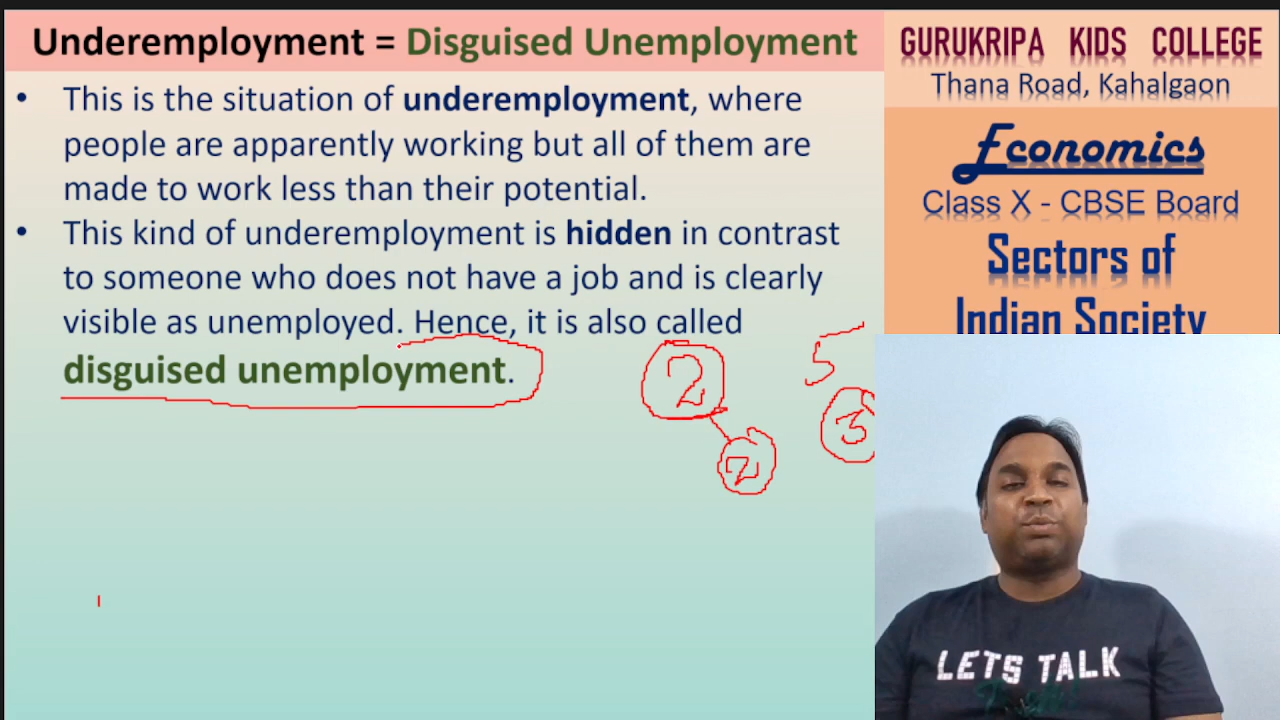 Underemployment = Disguised Unemployment
• This is the situation of underemployment, where
people are apparently working but all of them are
made to work less than their potential.
• This kind of underemployment is hidden in contrast
to someone who does not have a job and is clearly
visible as unemployed. Hence, it is also called
disguised unemployment.
2
2
5
3
GURUKRIPA KIDS COLLEGE
Thana Road, Kahalgaon
Economics
Class X - CBSE Board
Sectors of
Indian Society
LETS TALK